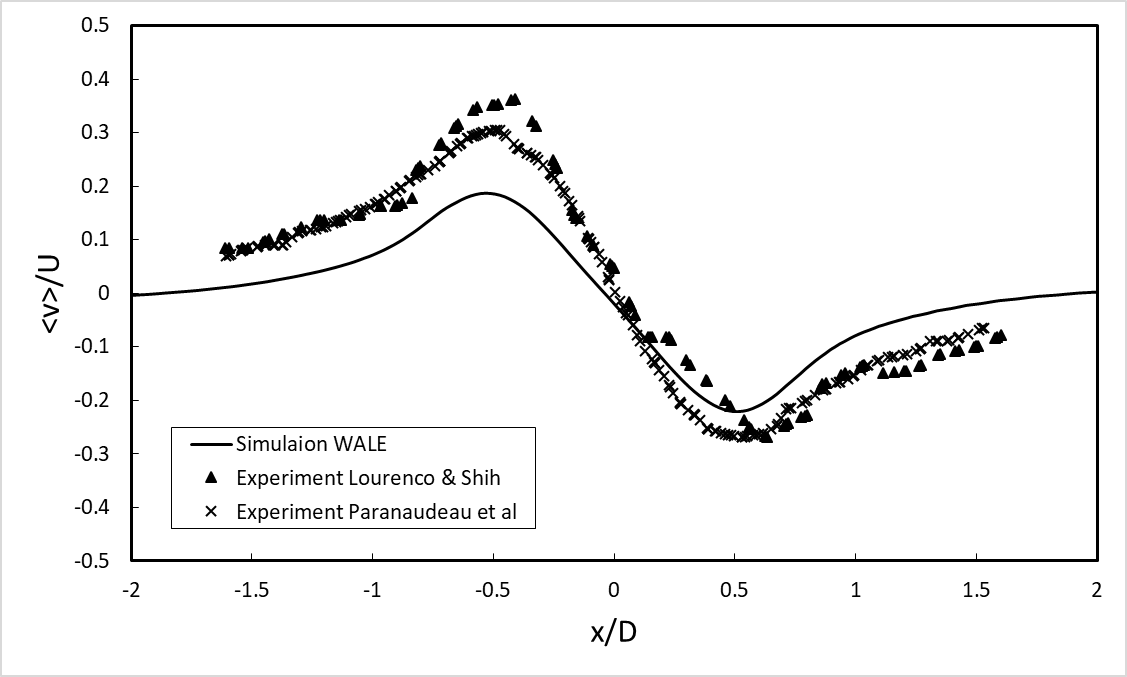 0.5
0.4
0.3
0.2
0.1
0
-0.1
-0.2
-0.3
-0.4
-0.5
<v>/U
Simulaion WALE
Experiment Lourenco & Shih
Experiment Paranaudeau et al
-2 -1.5 -1 -0.5 0 0.5 1 1.5 2
x/D